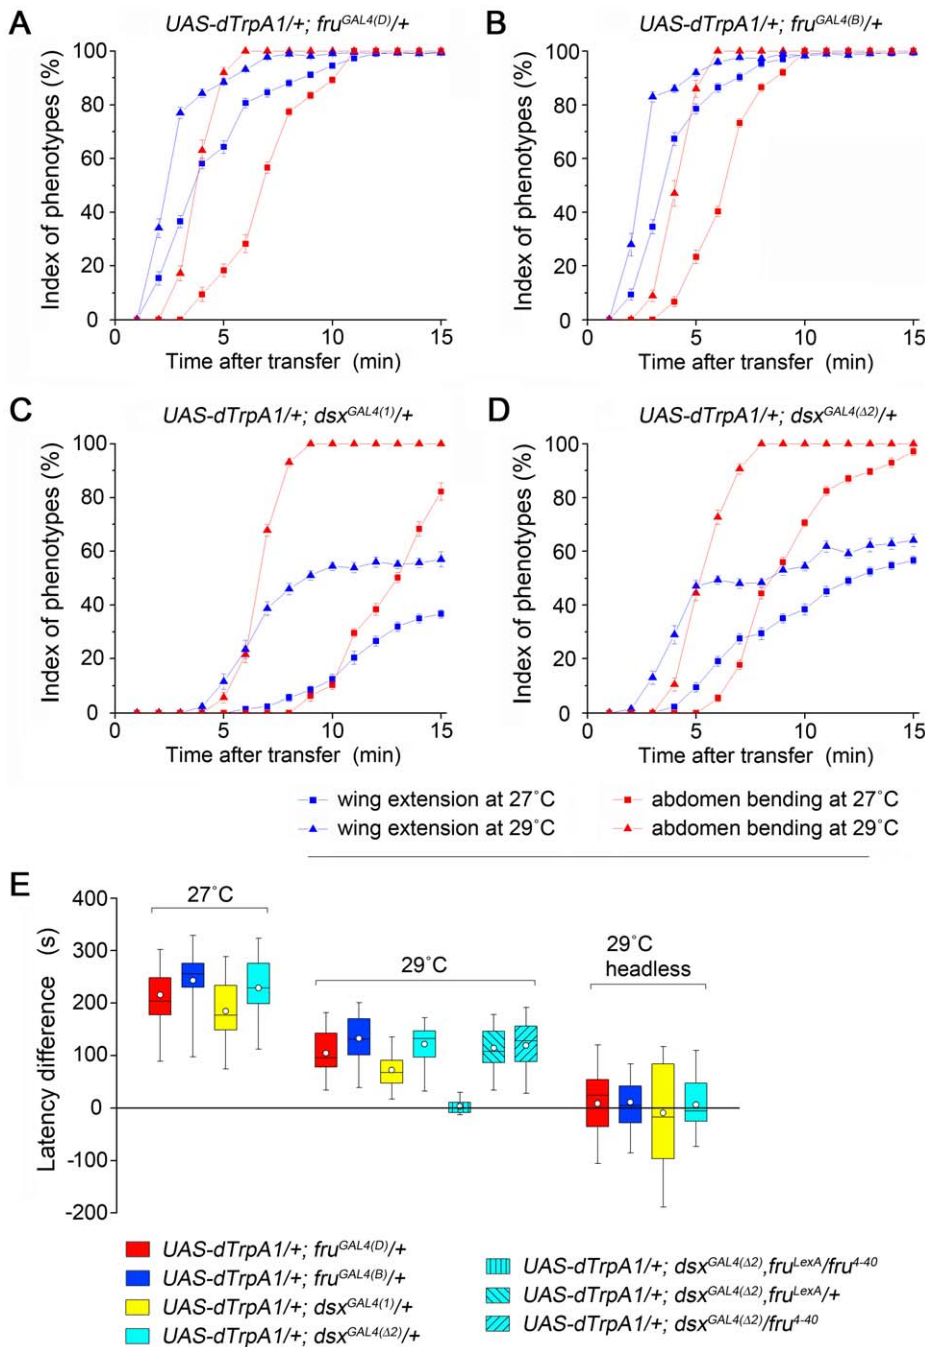 A
UAS-dTrpA1/+; fruGAL4(D)/+
100
80
60
40
20
0
0 5 10 15
Index of phenotypes (%)
Time after transfer (min)
B
UAS-dTrpA1/+; fruGAL4(B)/+
100
80
60
40
20
0
0 5 10 15
Index of phenotypes (%)
Time after transfer (min)
C
UAS-dTrpA1/+; dsxGAL4(1)/+
100
80
60
40
20
0
0 5 10 15
Index of phenotypes (%)
Time after transfer (min)
D
UAS-dTrpA1/+; dsxGAL4(Δ2)/+
100
80
60
40
20
0
0 5 10 15
Index of phenotypes (%)
Time after transfer (min)
wing extension at 27˚C
abdomen bending at 27˚C
wing extension at 29˚C
abdomen bending at 29˚C
E
400
300
200
100
0
-100
-200
Latency difference (s)
27˚C
29˚C
29˚C
headless
UAS-dTrpA1/+; fruGAL4(D)/+
UAS-dTrpA1/+; fruGAL4(B)/+
UAS-dTrpA1/+; dsxGAL4(1)/+
UAS-dTrpA1/+; dsxGAL4(Δ2)/+
UAS-dTrpA1/+; dsxGAL4(Δ2),fruLexA/fru4-40
UAS-dTrpA1/+; dsxGAL4(Δ2),fruLexA/+
UAS-dTrpA1/+; dsxGAL4(Δ2)/fru4-40